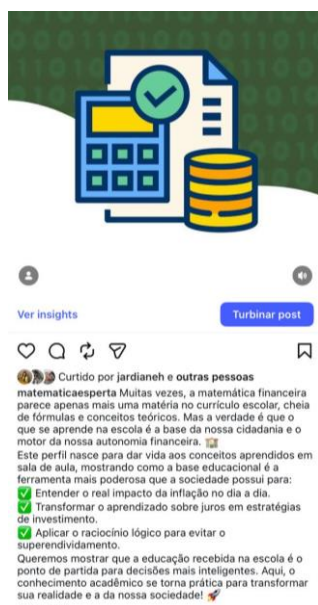 Ver insights
Turbinar post
Curtido por jardianeh e outras pessoas
matematicaesperta Muitas vezes, a matemática financeira
parece apenas mais uma matéria no currículo escolar, cheia
de fórmulas e conceitos teóricos. Mas a verdade é que o
que se aprende na escola é a base da nossa cidadania e o
motor da nossa autonomia financeira. 🏫
Este perfil nasce para dar vida aos conceitos aprendidos em
sala de aula, mostrando como a base educacional é a
ferramenta mais poderosa que a sociedade possui para:
✅ Entender o real impacto da inflação no dia a dia.
✅ Transformar o aprendizado sobre juros em estratégias
de investimento.
✅ Aplicar o raciocínio lógico para evitar o
superendividamento.
Queremos mostrar que a educação recebida na escola é o
ponto de partida para decisões mais inteligentes. Aqui, o
conhecimento acadêmico se torna prática para transformar
sua realidade e a da nossa sociedade! 🚀